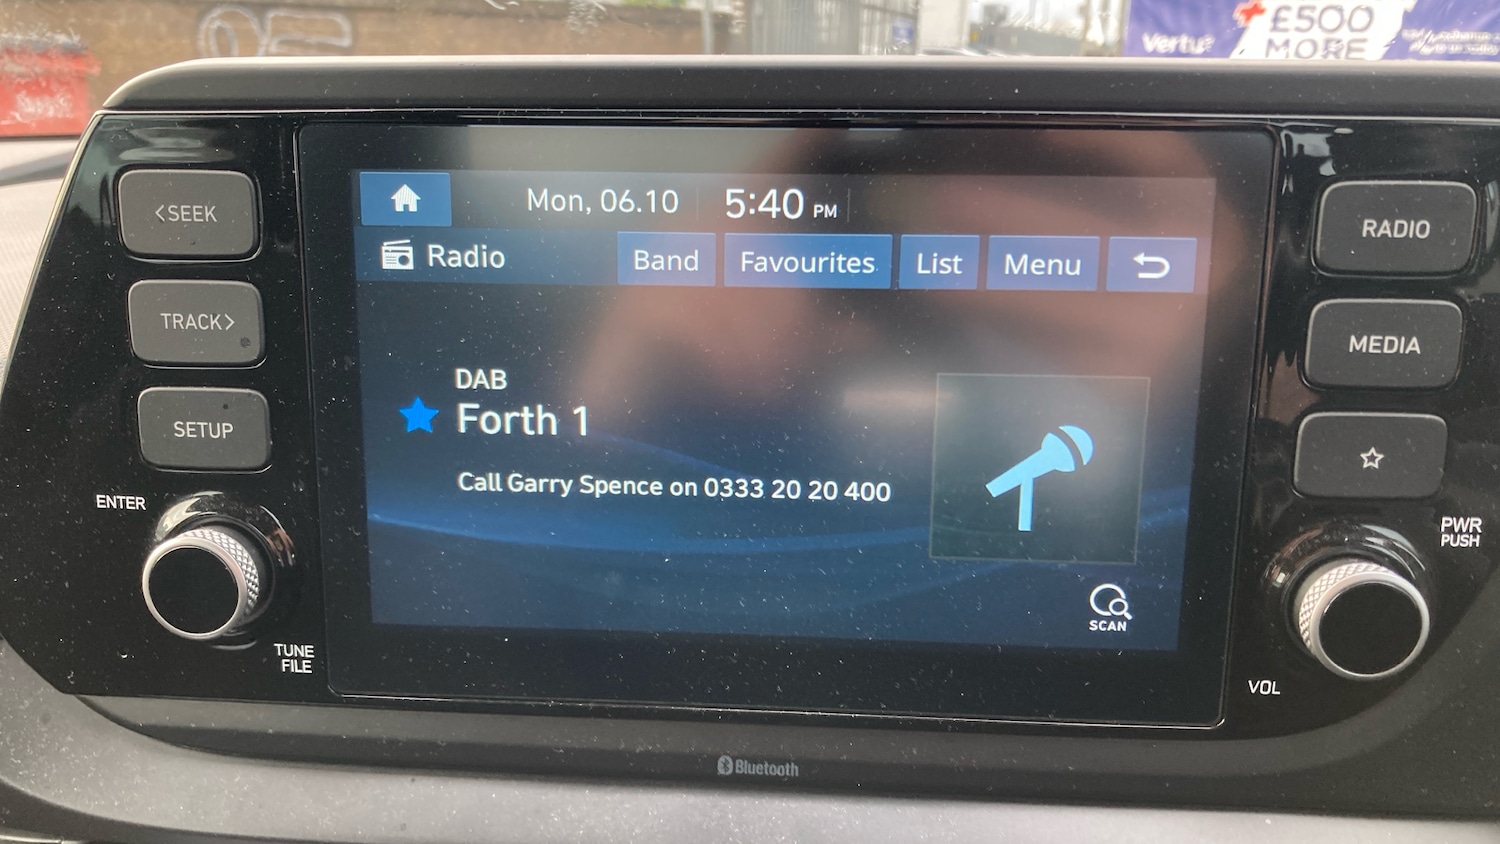 Vertu
£500
MORE
<SEEK
TRACK>
SETUP
ENTER
TUNE
FILE
Mon, 06.10 5:40 PM
Radio Band Favourites List Menu
DAB
Forth 1
Call Garry Spence on 0333 20 20 400
SCAN
RADIO
MEDIA
PWR
PUSH
VOL
Bluetooth